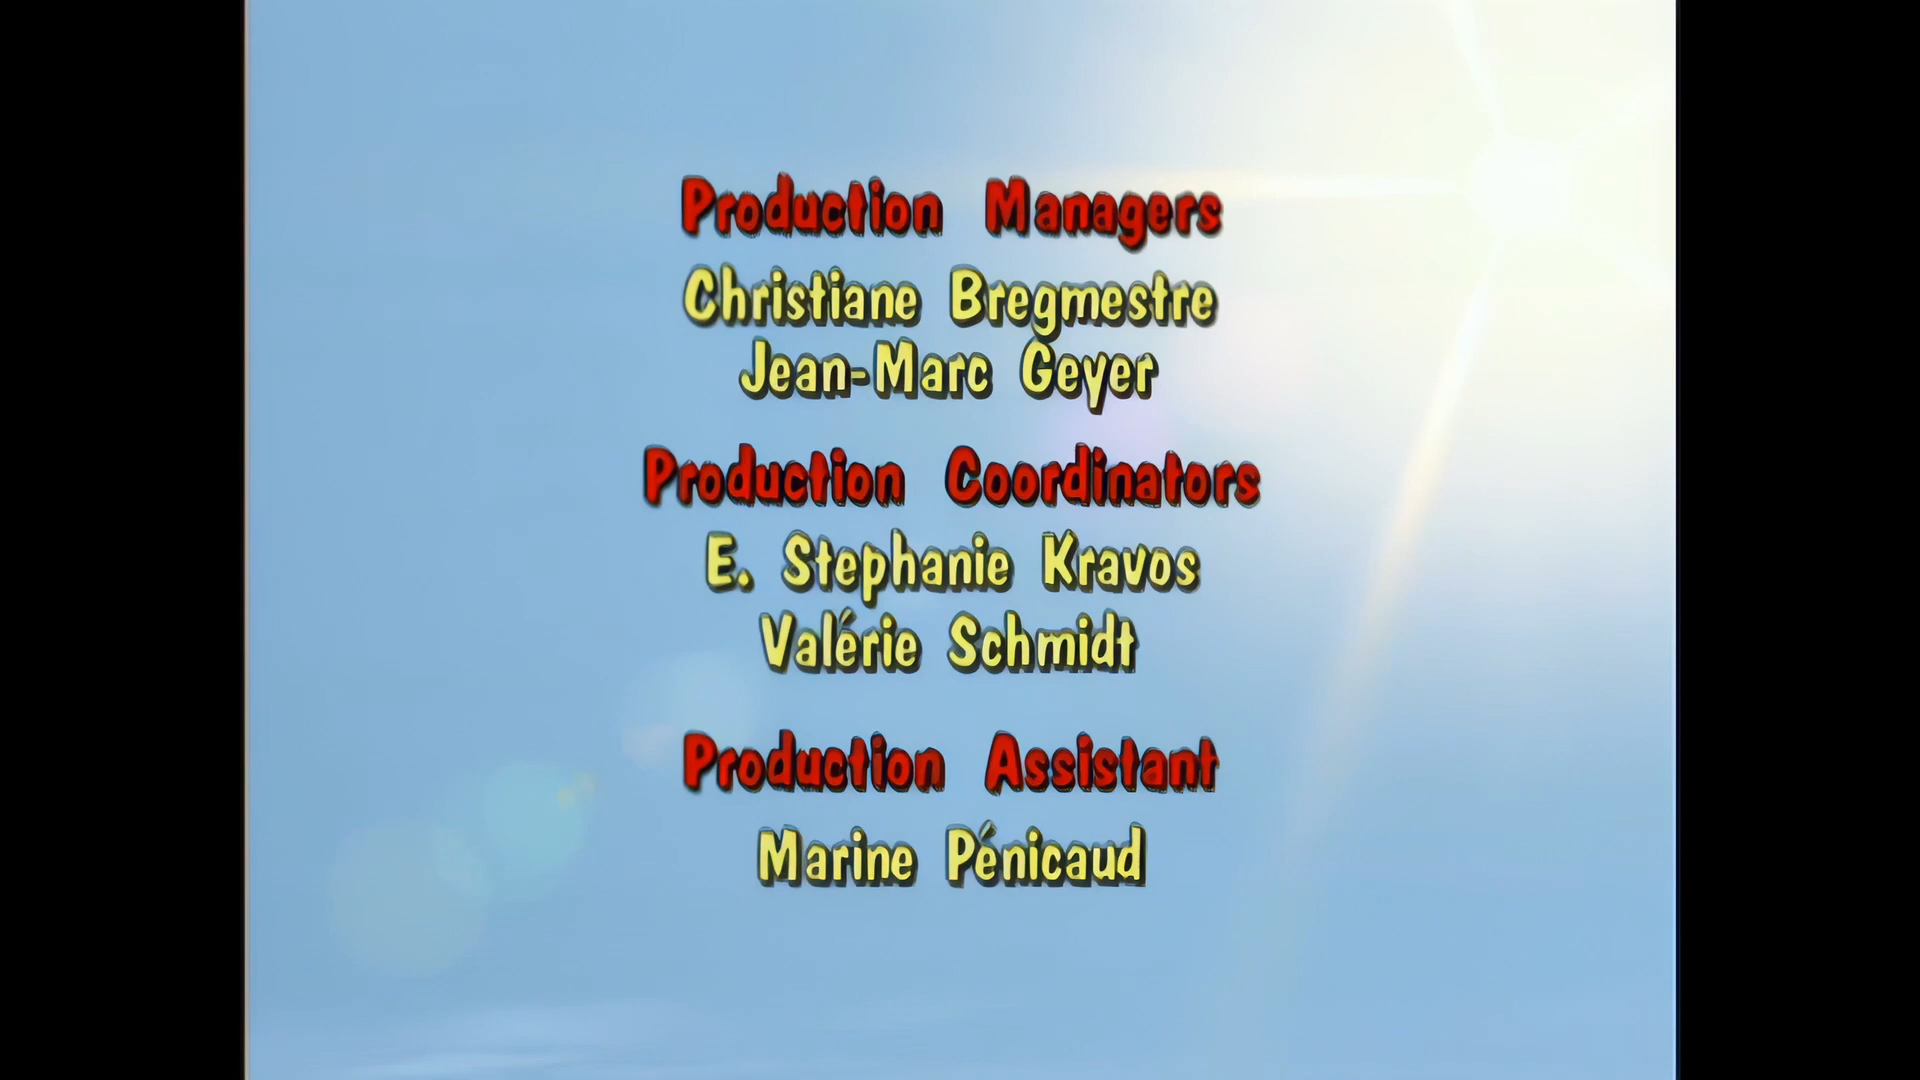 Production Managers
Christiane Bregmestre
Jean-Marc Geyer
Production Coordinators
E. Stephanie Kravos
Valérie Schmidt
Production Assistant
Marine Pénicaud